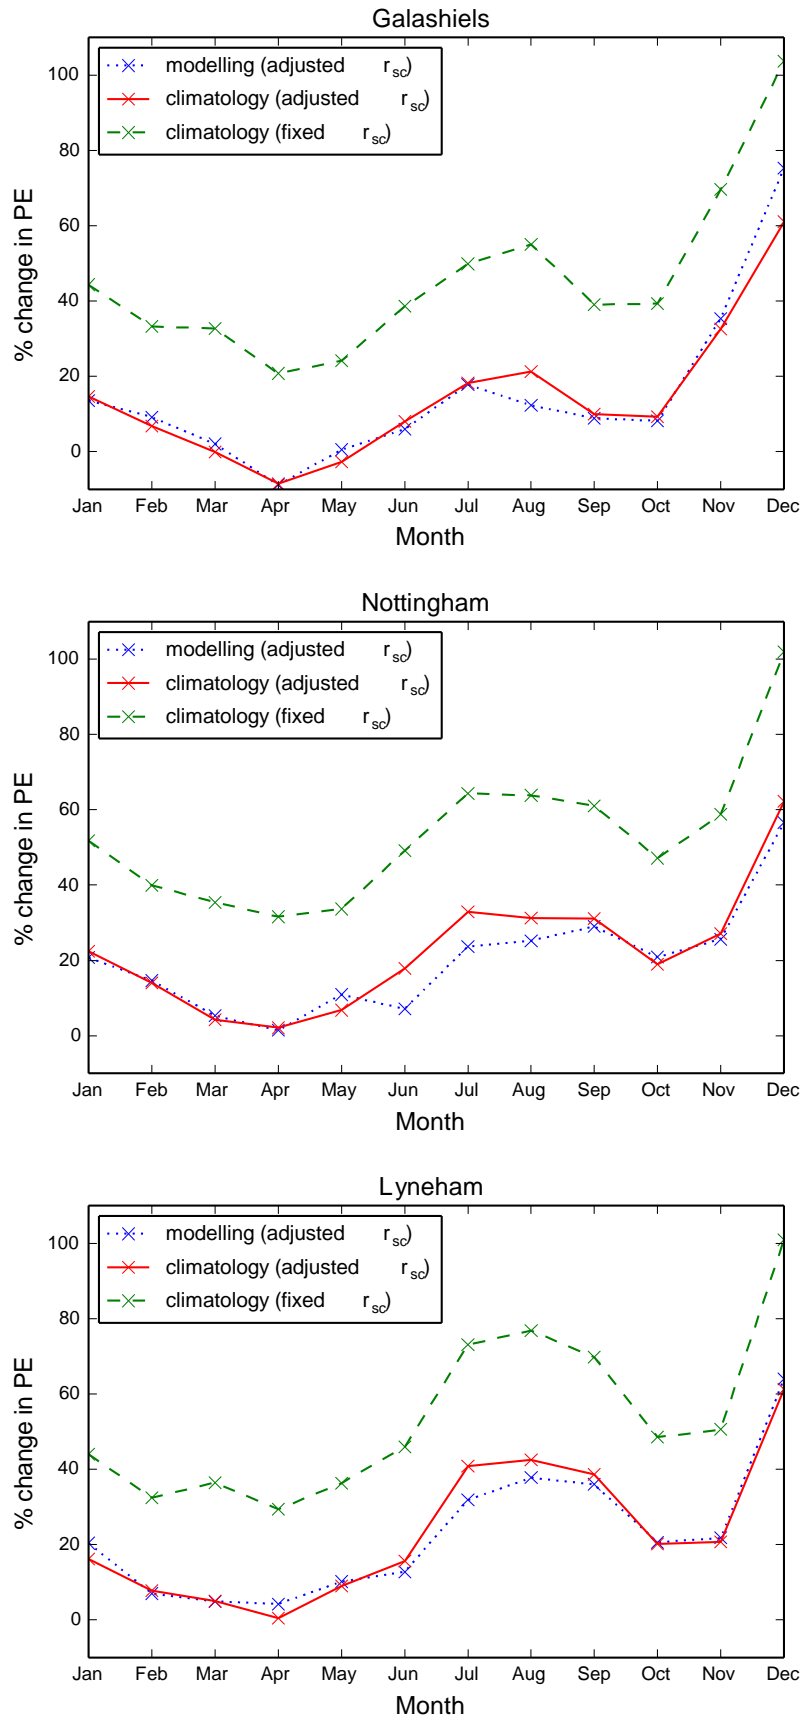 Galashiels
modelling (adjusted r_sc)
climatology (adjusted r_sc)
climatology (fixed r_sc)
% change in PE
100
80
60
40
20
0
Jan Feb Mar Apr May Jun Jul Aug Sep Oct Nov Dec
Month
Nottingham
modelling (adjusted r_sc)
climatology (adjusted r_sc)
climatology (fixed r_sc)
% change in PE
100
80
60
40
20
0
Jan Feb Mar Apr May Jun Jul Aug Sep Oct Nov Dec
Month
Lyneham
modelling (adjusted r_sc)
climatology (adjusted r_sc)
climatology (fixed r_sc)
% change in PE
100
80
60
40
20
0
Jan Feb Mar Apr May Jun Jul Aug Sep Oct Nov Dec
Month